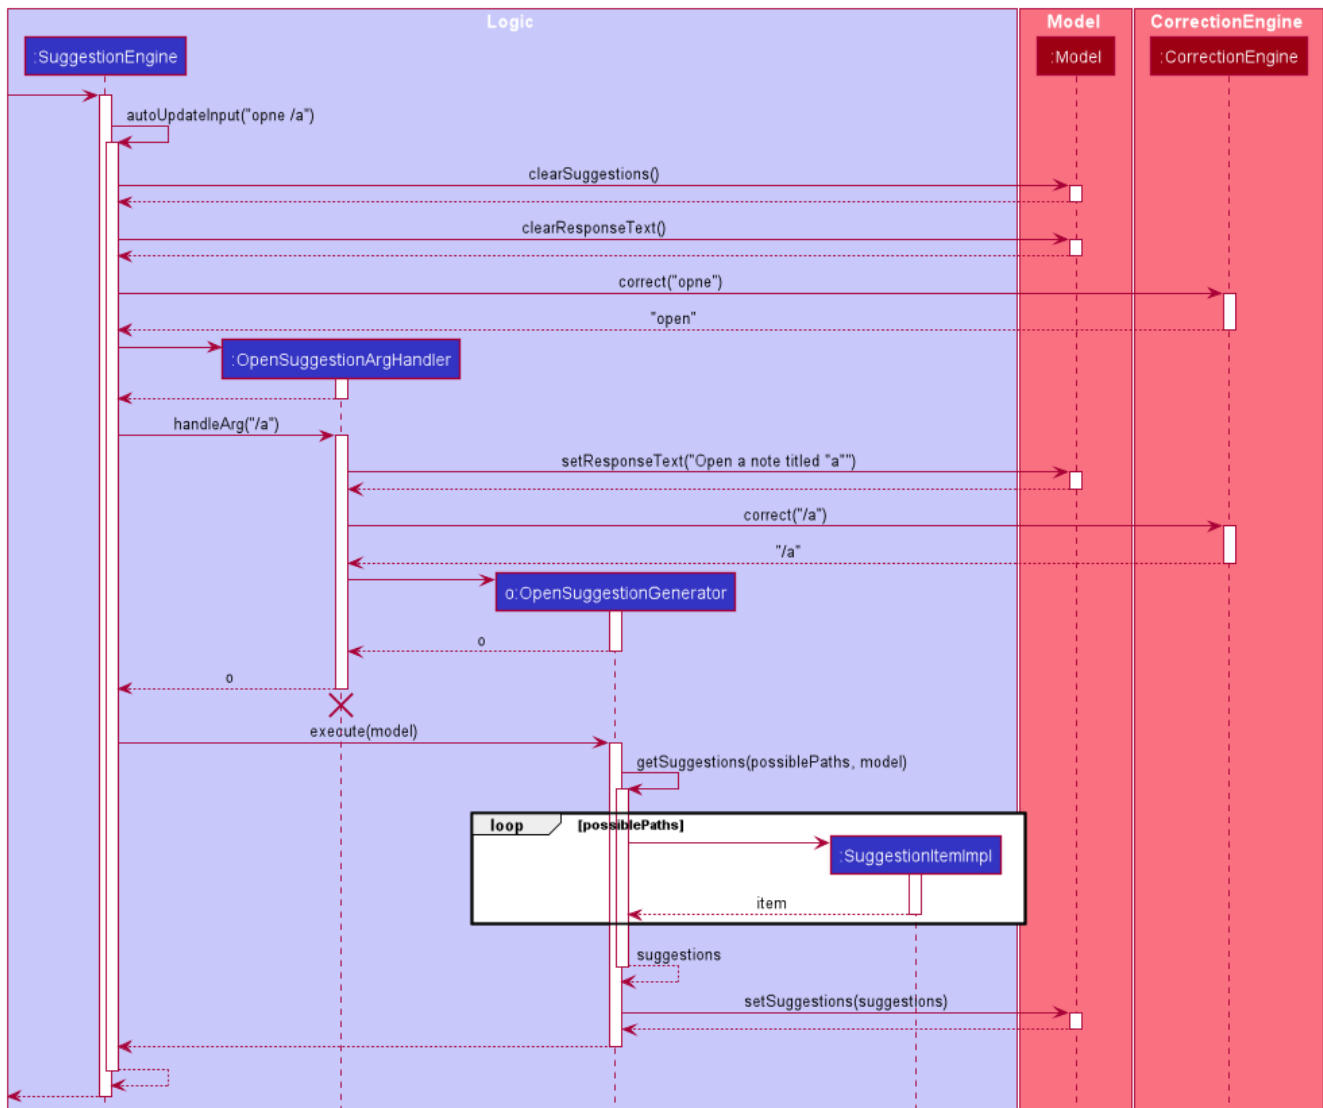 Logic
Model
CorrectionEngine
:SuggestionEngine
:Model
:CorrectionEngine
autoUpdateInput("opne /a")
clearSuggestions()
clearResponseText()
correct("opne")
"open"
:OpenSuggestionArgHandler
handleArg("/a")
setResponseText("Open a note titled "a"")
correct("/a")
"/a"
o:OpenSuggestionGenerator
o
o
execute(model)
getSuggestions(possiblePaths, model)
loop
[possiblePaths]
:SuggestionItemImpl
item
suggestions
setSuggestions(suggestions)